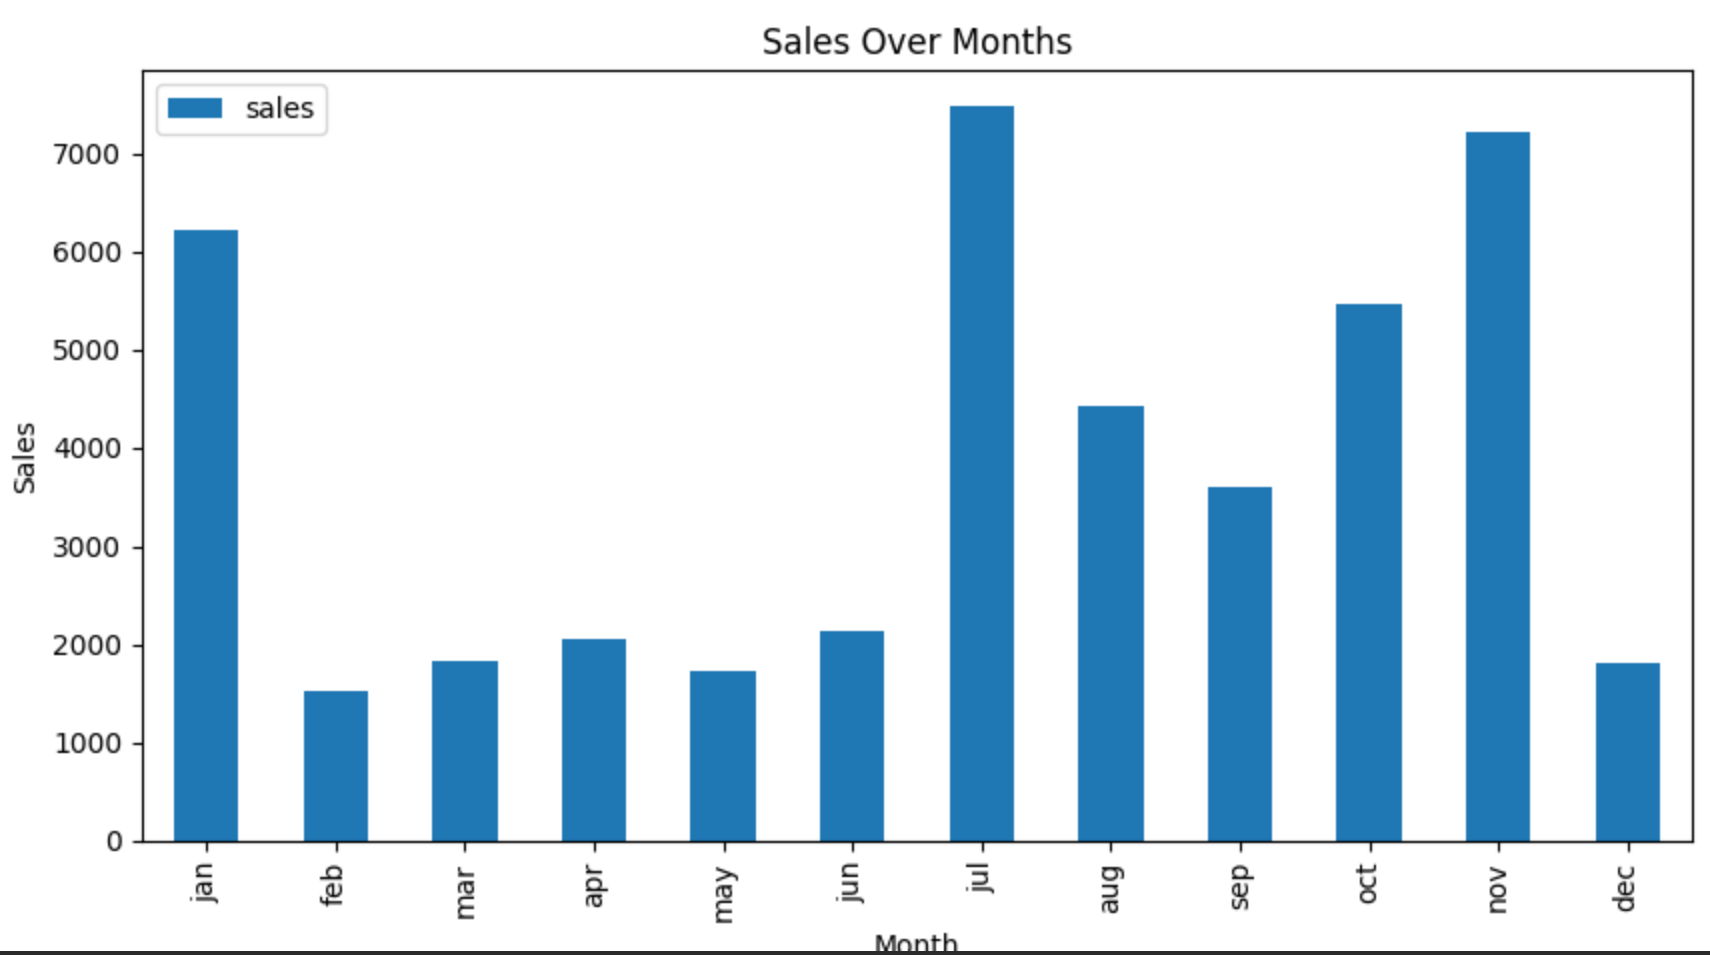 Sales Over Months
sales
7000
6000
5000
4000
3000
2000
1000
0
Sales
jan feb mar apr may jun jul aug sep oct nov dec
Month